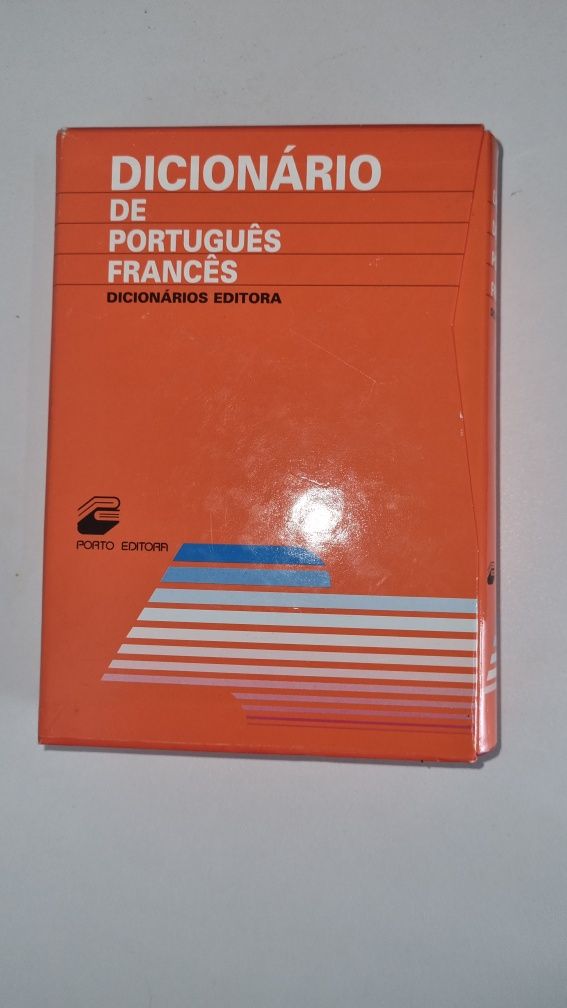 DICIONÁRIO
DE
PORTUGUÊS
FRANCÊS
DICIONÁRIOS EDITORA
PORTO EDITORA